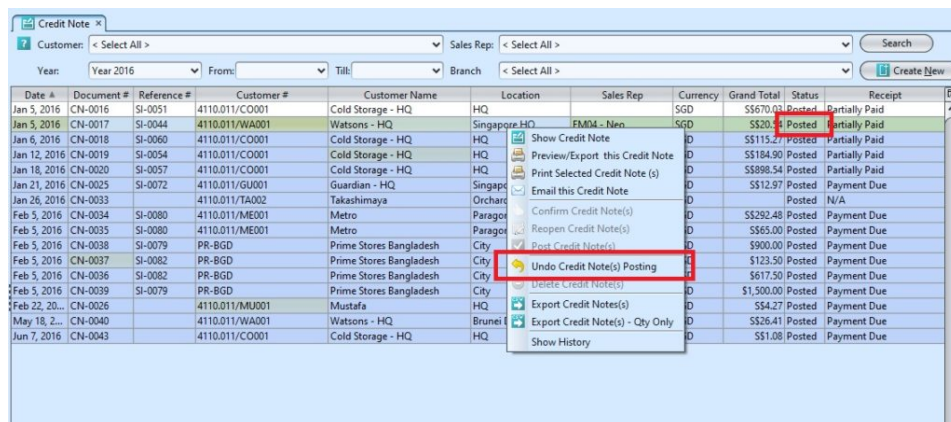 Credit Note ×
Customer: < Select All > Sales Rep: < Select All > Search
Year: Year 2016 From: Till: Branch < Select All > Create New
Date Document # Reference # Customer # Customer Name Location Sales Rep Currency Grand Total Status Receipt
Jan 5, 2016 CN-0016 SI-0051 4110.011/CO001 Cold Storage - HQ HQ SGD S$670.03 Posted Partially Paid
Jan 5, 2016 CN-0017 SI-0044 4110.011/WA001 Watsons - HQ Singapore HQ FM04 - Neo SGD Posted Partially Paid
Jan 6, 2016 CN-0018 SI-0060 4110.011/CO001 Cold Storage - HQ HQ Show Credit Note S$115.27 Posted Partially Paid
Jan 12, 2016 CN-0019 SI-0054 4110.011/CO001 Cold Storage - HQ HQ Preview/Export this Credit Note S$184.90 Posted Partially Paid
Jan 18, 2016 CN-0020 SI-0057 4110.011/CO001 Cold Storage - HQ HQ Print Selected Credit Note (s) S$898.54 Posted Partially Paid
Jan 21, 2016 CN-0025 SI-0072 4110.011/GU001 Guardian - HQ Email this Credit Note S$12.97 Posted Payment Due
Jan 26, 2016 CN-0033 4110.011/TA002 Takashimaya Confirm Credit Note(s) Posted N/A
Feb 5, 2016 CN-0034 SI-0080 4110.011/ME001 Metro Reopen Credit Note(s) S$292.48 Posted Payment Due
Feb 5, 2016 CN-0035 SI-0080 4110.011/ME001 Metro S$65.00 Posted Payment Due
Feb 5, 2016 CN-0038 SI-0079 PR-BGD Prime Stores Bangladesh City Post Credit Note(s) $900.00 Posted Payment Due
Feb 5, 2016 CN-0037 SI-0082 PR-BGD Prime Stores Bangladesh City Undo Credit Note(s) Posting $123.50 Posted Payment Due
Feb 5, 2016 CN-0036 SI-0082 PR-BGD Prime Stores Bangladesh City $617.50 Posted Payment Due
Feb 5, 2016 CN-0039 SI-0079 PR-BGD Prime Stores Bangladesh City Delete Credit Note(s) $1,500.00 Posted Payment Due
Feb 22, 20... CN-0026 4110.011/MU001 Mustafa HQ Export Credit Notes(s) S$4.27 Posted Payment Due
May 18, 2... CN-0040 4110.011/WA001 Watsons - HQ Brunei Export Credit Note(s) - Qty Only S$26.41 Posted Payment Due
Jun 7, 2016 CN-0043 4110.011/CO001 Cold Storage - HQ HQ Show History S$1.08 Posted Payment Due